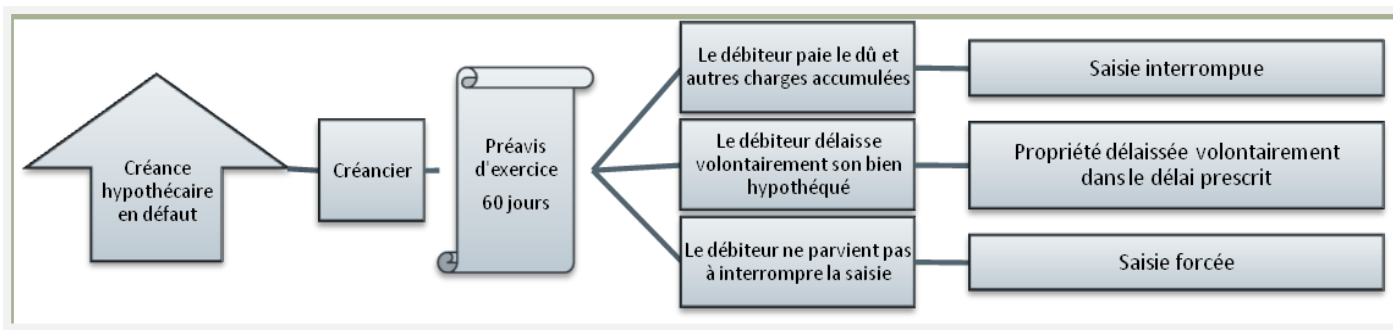 Créance
hypothécaire
en défaut
Créancier
Préavis
d'exercice
60 jours
Le débiteur paie le dû et
autres charges accumulées
Saisie interrompue
Le débiteur délaisse
volontairement son bien
hypothéqué
Propriété délaissée volontairement
dans le délai prescrit
Le débiteur ne parvient pas
à interrompre la saisie
Saisie forcée